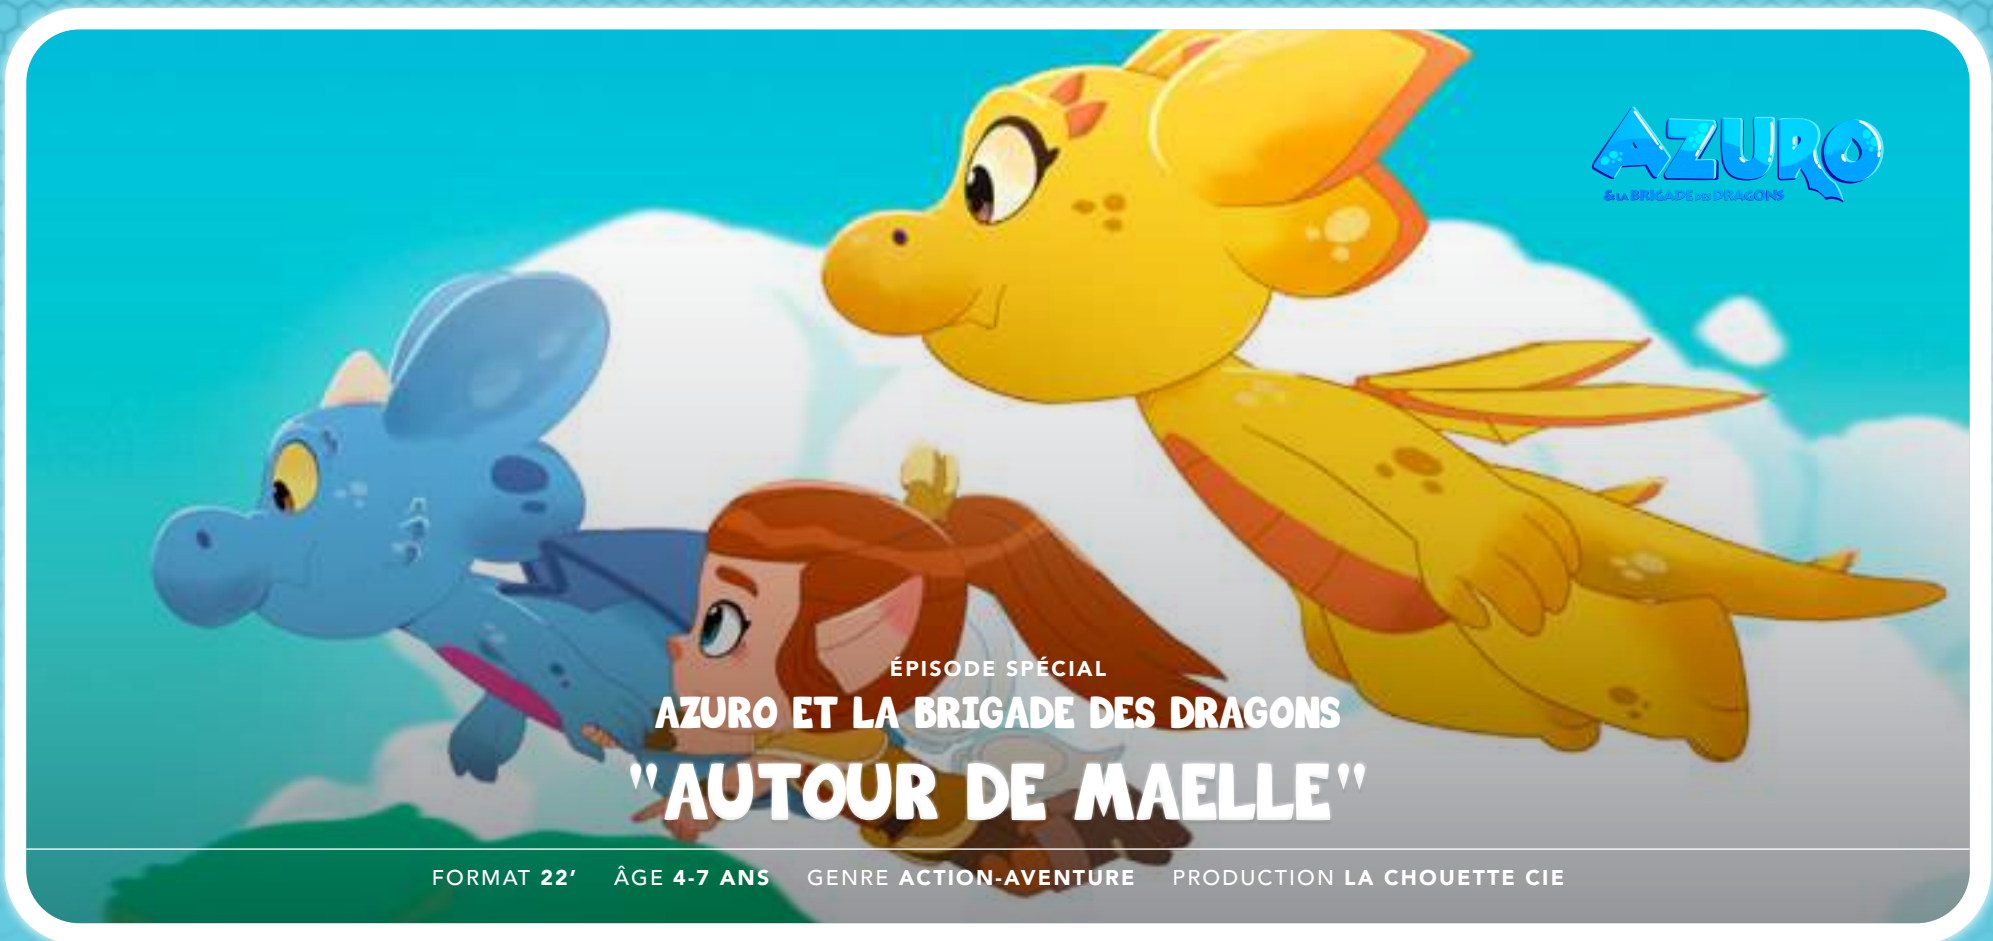 AZURO
& LA BRIGADE DES DRAGONS
ÉPISODE SPÉCIAL
AZURO ET LA BRIGADE DES DRAGONS
"AUTOUR DE MAELLE"
FORMAT 22' ÂGE 4-7 ANS GENRE ACTION-AVENTURE PRODUCTION LA CHOUETTE CIE